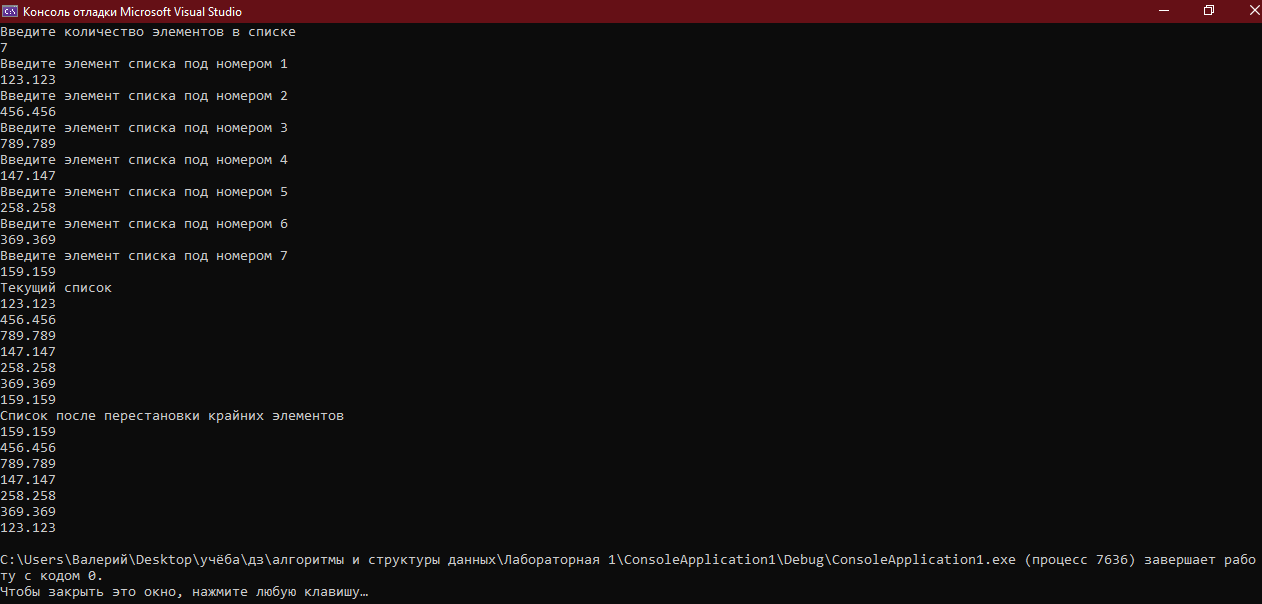 Консоль отладки Microsoft Visual Studio
Введите количество элементов в списке
7
Введите элемент списка под номером 1
123.123
Введите элемент списка под номером 2
456.456
Введите элемент списка под номером 3
789.789
Введите элемент списка под номером 4
147.147
Введите элемент списка под номером 5
258.258
Введите элемент списка под номером 6
369.369
Введите элемент списка под номером 7
159.159
Текущий список
123.123
456.456
789.789
147.147
258.258
369.369
159.159
Список после перестановки крайних элементов
159.159
456.456
789.789
147.147
258.258
369.369
123.123
C:\Users\Валерий\Desktop\учёба\дз\алгоритмы и структуры данных\Лабораторная 1\ConsoleApplication1\Debug\ConsoleApplication1.exe (процесс 7636) завершает рабо
ту с кодом 0.
Чтобы закрыть это окно, нажмите любую клавишу…